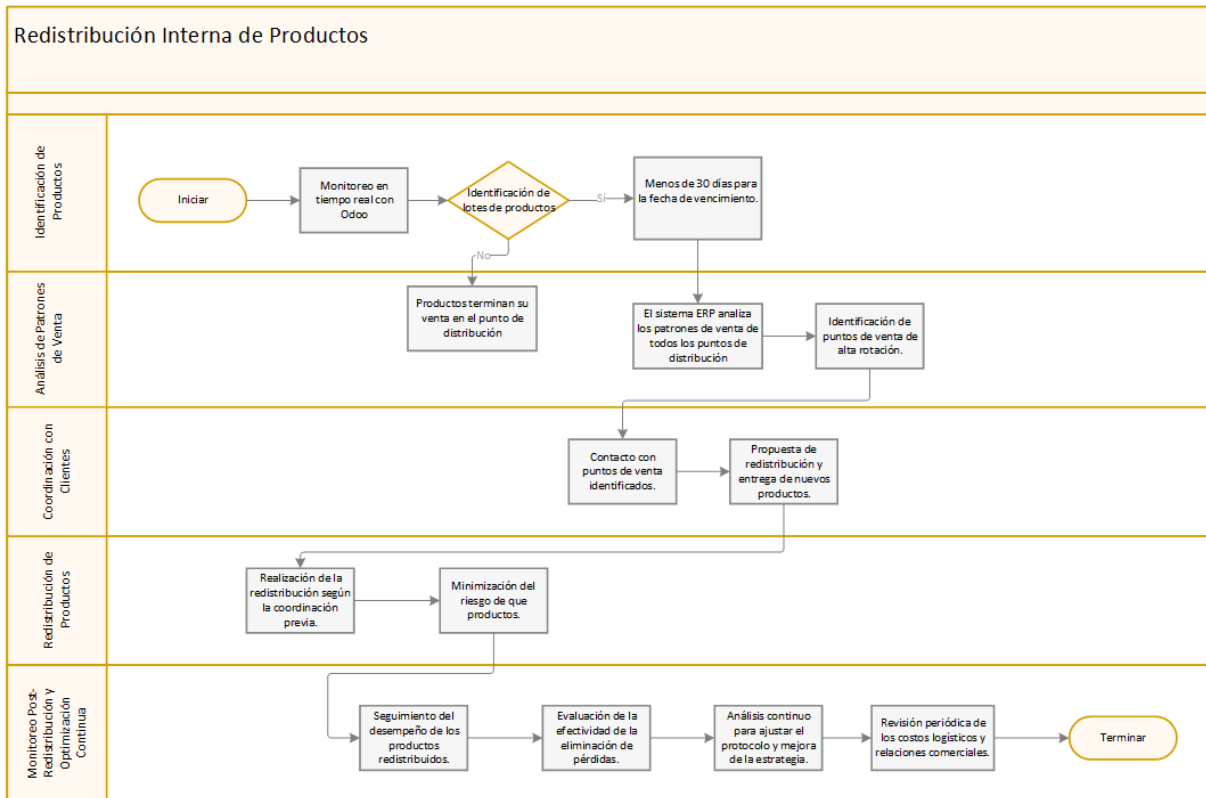 Redistribución Interna de Productos
Identificación de
Productos
Iniciar
Monitoreo en
tiempo real con
Odoo
Identificación de
lotes de productos
Sí
Menos de 30 días para
la fecha de vencimiento.
No
Análisis de Patrones
de Venta
Productos terminan su
venta en el punto de
distribución
El sistema ERP analiza
los patrones de venta de
todos los puntos de
distribución
Identificación de
puntos de venta de
alta rotación.
Coordinación con
Clientes
Contacto con
puntos de venta
identificados.
Propuesta de
redistribución y
entrega de nuevos
productos.
Redistribución de
Productos
Realización de la
redistribución según
la coordinación
previa.
Minimización del
riesgo de que
productos.
Monitoreo Post-
Redistribución y
Optimización
Continua
Seguimiento del
desempeño de los
productos
redistribuidos.
Evaluación de la
efectividad de la
eliminación de
pérdidas.
Análisis continuo
para ajustar el
protocolo y mejora
de la estrategia.
Revisión periódica de
los costos logísticos y
relaciones comerciales.
Terminar